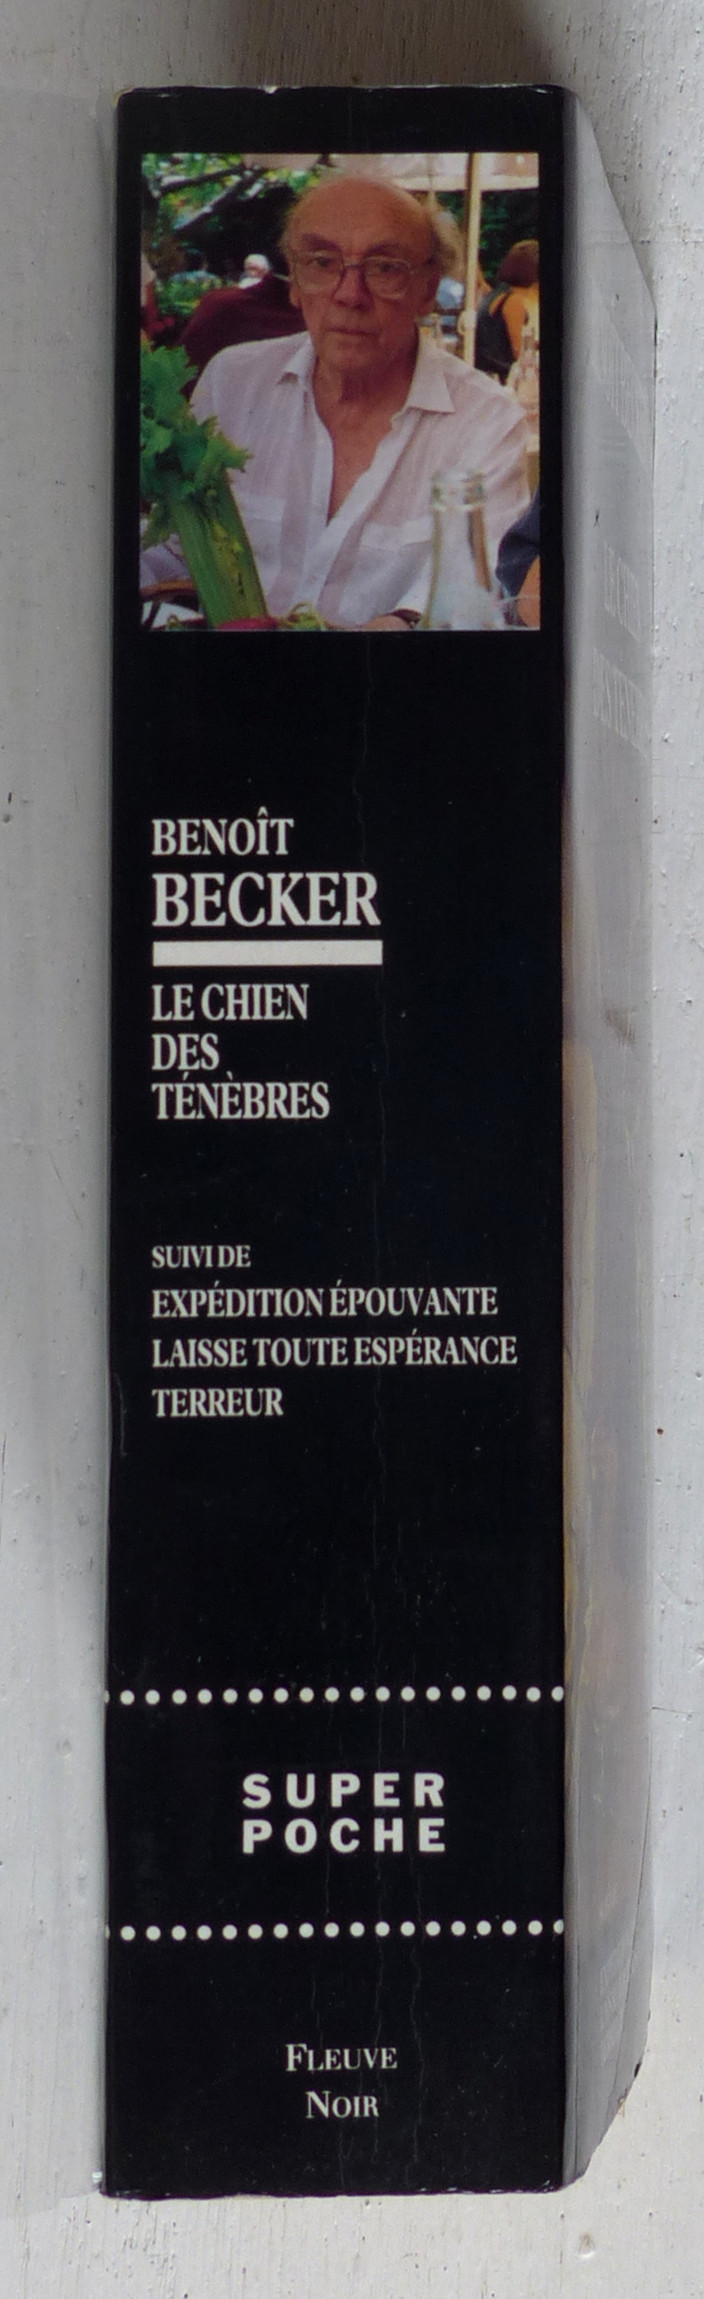 BENOÎT
BECKER
LE CHIEN
DES
TÉNÈBRES
SUIVI DE
EXPÉDITION ÉPOUVANTE
LAISSE TOUTE ESPÉRANCE
TERREUR
SUPER
POCHE
FLEUVE
NOIR